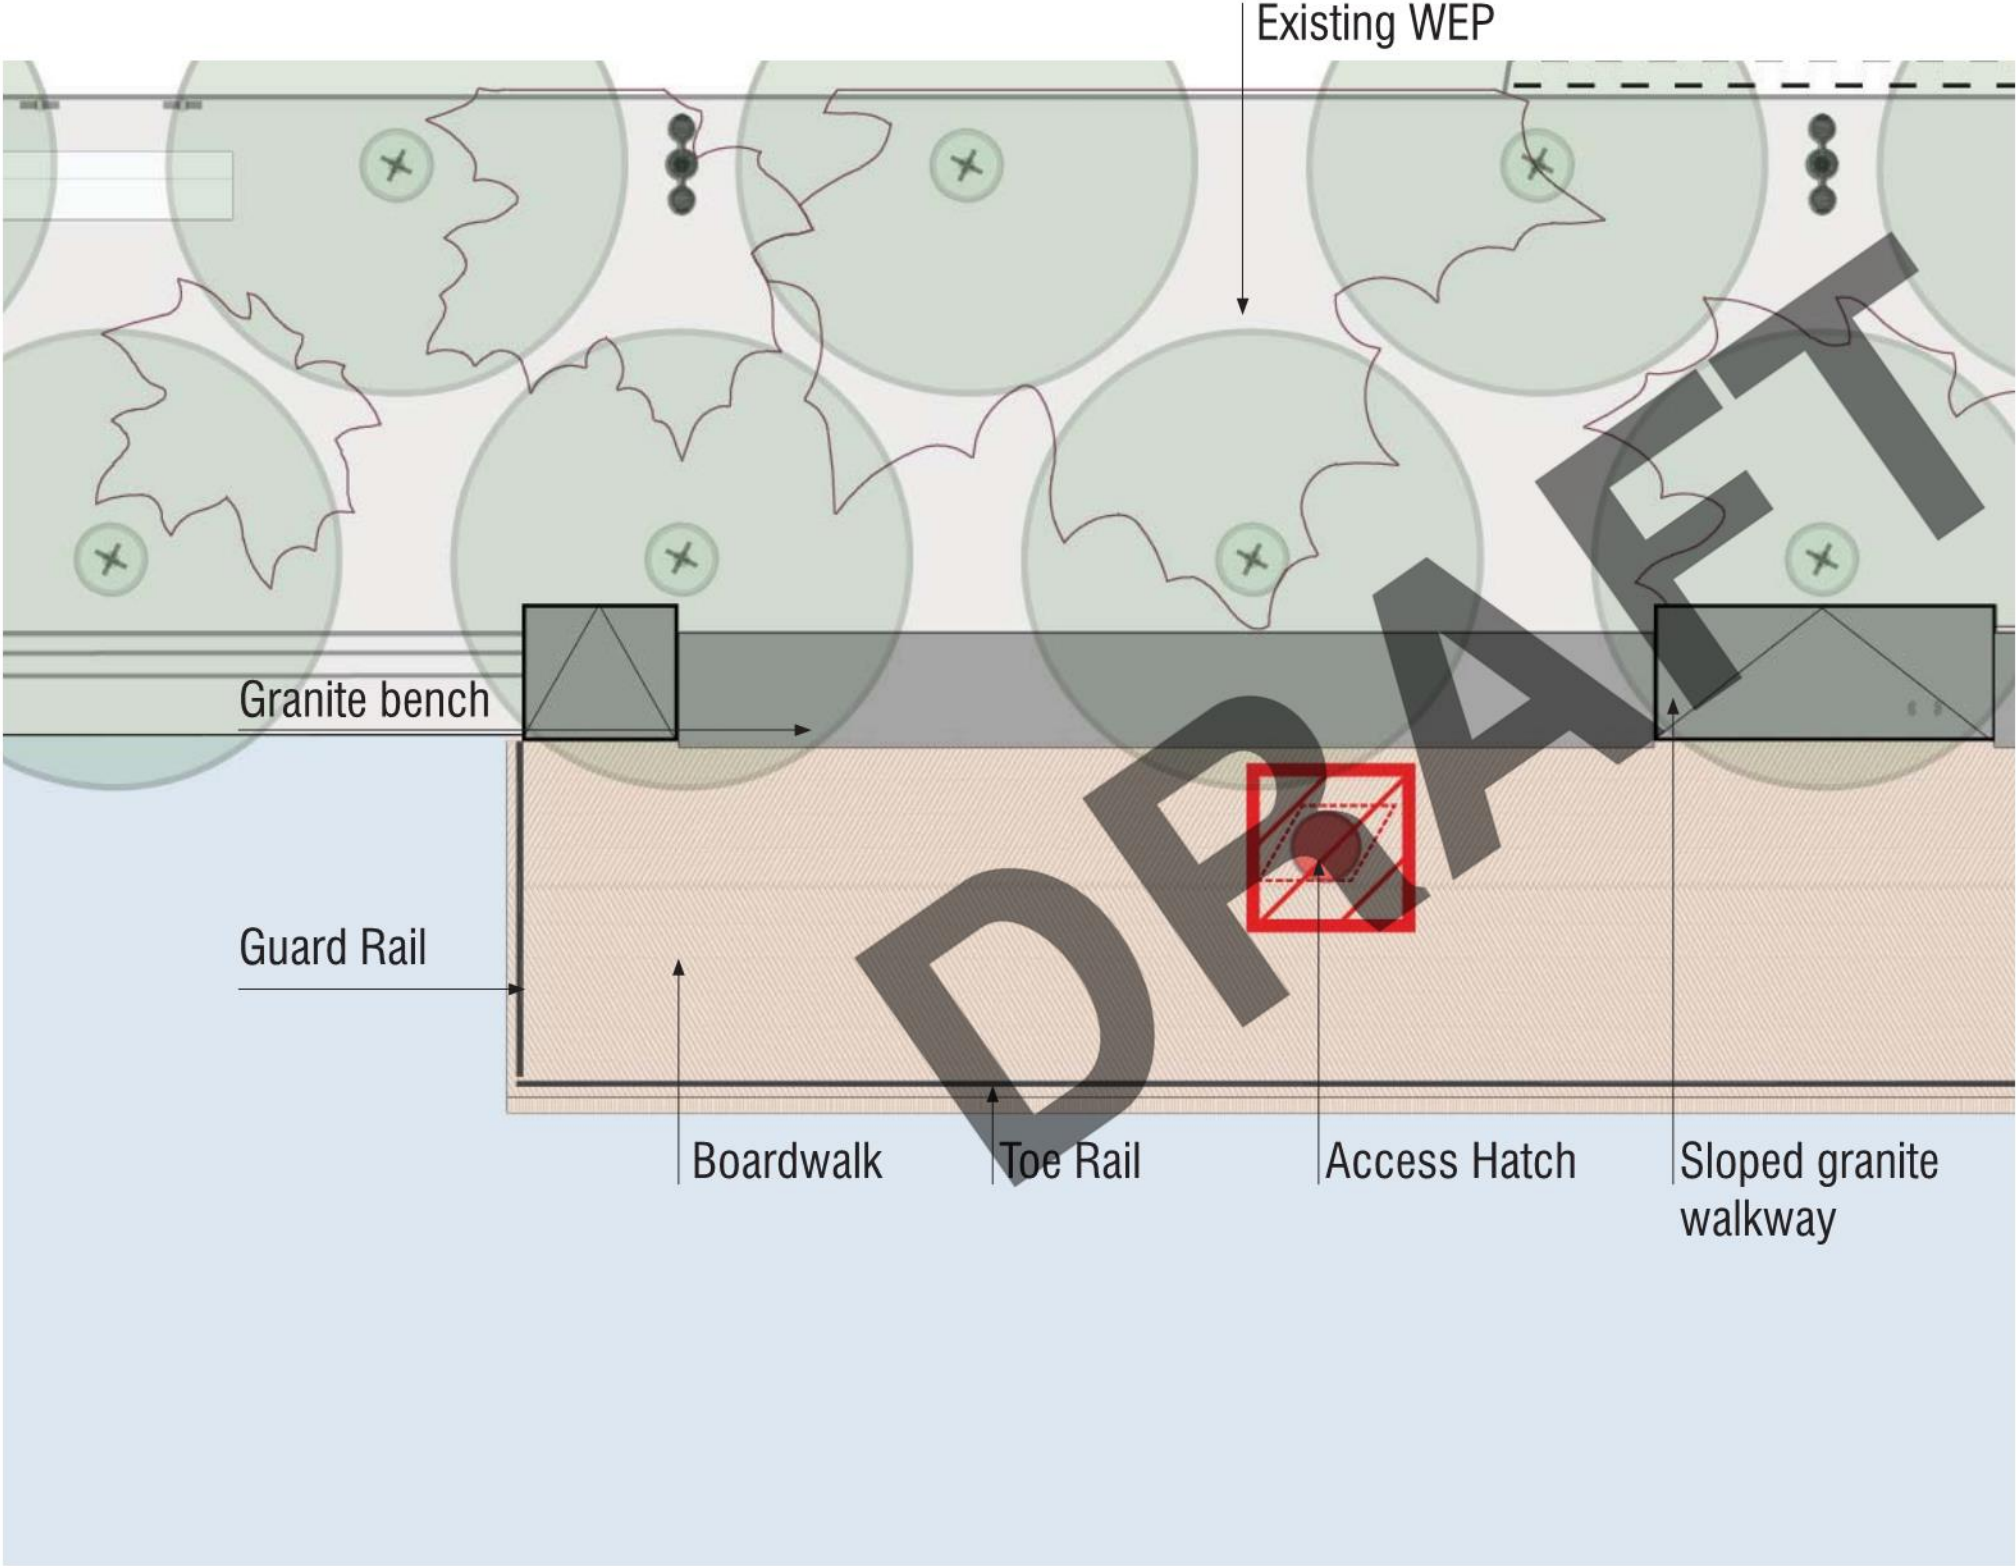 Existing WEP
Granite bench
Guard Rail
DRAFT
Boardwalk
Toe Rail
Access Hatch
Sloped granite
walkway